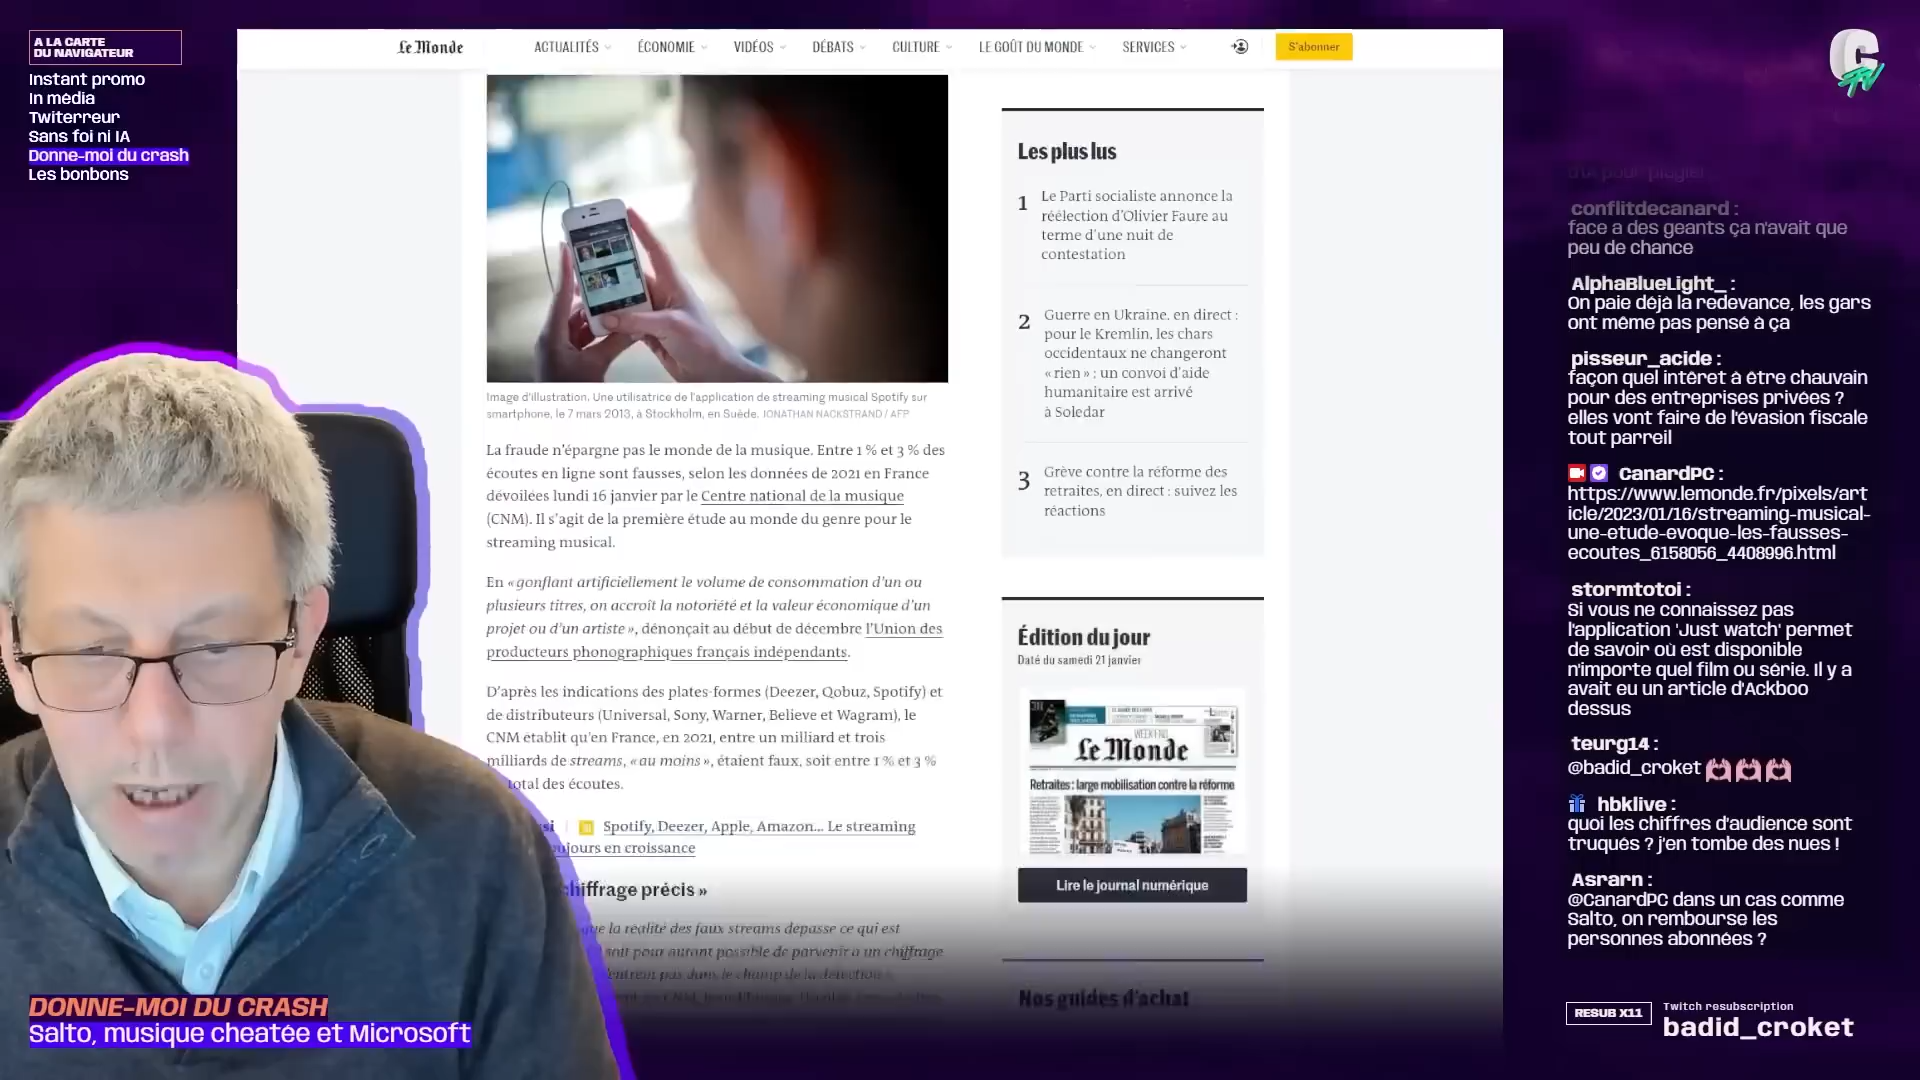 A LA CARTE
DU NAVIGATEUR
Instant promo
In média
Twiterreur
Sans foi ni IA
Donne-moi du crash
Les bonbons
Le Monde
ACTUALITÉS
ÉCONOMIE
VIDÉOS
DÉBATS
CULTURE
LE GOÛT DU MONDE
SERVICES
S'abonner
Image d'illustration. Une utilisatrice de l'application de streaming musical Spotify sur
smartphone, le 7 mars 2013, à Stockholm, en Suède. JONATHAN NACKSTRAND / AFP
La fraude n'épargne pas le monde de la musique. Entre 1 % et 3 % des
écoutes en ligne sont fausses, selon les données de 2021 en France
dévoilées lundi 16 janvier par le Centre national de la musique
(CNM). Il s'agit de la première étude au monde du genre pour le
streaming musical.
En « gonflant artificiellement le volume de consommation d'un ou
plusieurs titres, on accroît la notoriété et la valeur économique d'un
projet ou d'un artiste », dénonçait au début de décembre l'Union des
producteurs phonographiques français indépendants.
D'après les indications des plates-formes (Deezer, Qobuz, Spotify) et
de distributeurs (Universal, Sony, Warner, Believe et Wagram), le
CNM établit qu'en France, en 2021, entre un milliard et trois
milliards de streams, « au moins », étaient faux, soit entre 1 % et 3 %
total des écoutes.
Spotify, Deezer, Apple, Amazon… Le streaming
en croissance
chiffrage précis »
la réalité des faux streams dépasse ce qui est
soit pour autant possible de parvenir à un chiffrage
pas dans le champ de la détection
Les plus lus
1 Le Parti socialiste annonce la
réélection d'Olivier Faure au
terme d'une nuit de
contestation
2 Guerre en Ukraine, en direct :
pour le Kremlin, les chars
occidentaux ne changeront
« rien » ; un convoi d'aide
humanitaire est arrivé
à Soledar
3 Grève contre la réforme des
retraites, en direct : suivez les
réactions
Édition du jour
Daté du samedi 21 janvier
Le Monde
Retraites : large mobilisation contre la réforme
Lire le journal numérique
Nos guides d'achat
C TV
conflitdecanard :
face a des geants ça n'avait que
peu de chance
AlphaBlueLight_ :
On paie déjà la redevance, les gars
ont même pas pensé à ça
pisseur_acide :
façon quel intéret à être chauvain
pour des entreprises privées ?
elles vont faire de l'évasion fiscale
tout parreil
CanardPC :
https://www.lemonde.fr/pixels/art
icle/2023/01/16/streaming-musical-
une-etude-evoque-les-fausses-
ecoutes_6158056_4408996.html
stormtotoi :
Si vous ne connaissez pas
l'application 'Just watch' permet
de savoir où est disponible
n'importe quel film ou série. Il y a
avait eu un article d'Ackboo
dessus
teurg14 :
@badid_croket
hbklive :
quoi les chiffres d'audience sont
truqués ? j'en tombe des nues !
Asrarn :
@CanardPC dans un cas comme
Salto, on rembourse les
personnes abonnées ?
DONNE-MOI DU CRASH
Salto, musique cheatée et Microsoft
RESUB X11
Twitch resubscription
badid_croket